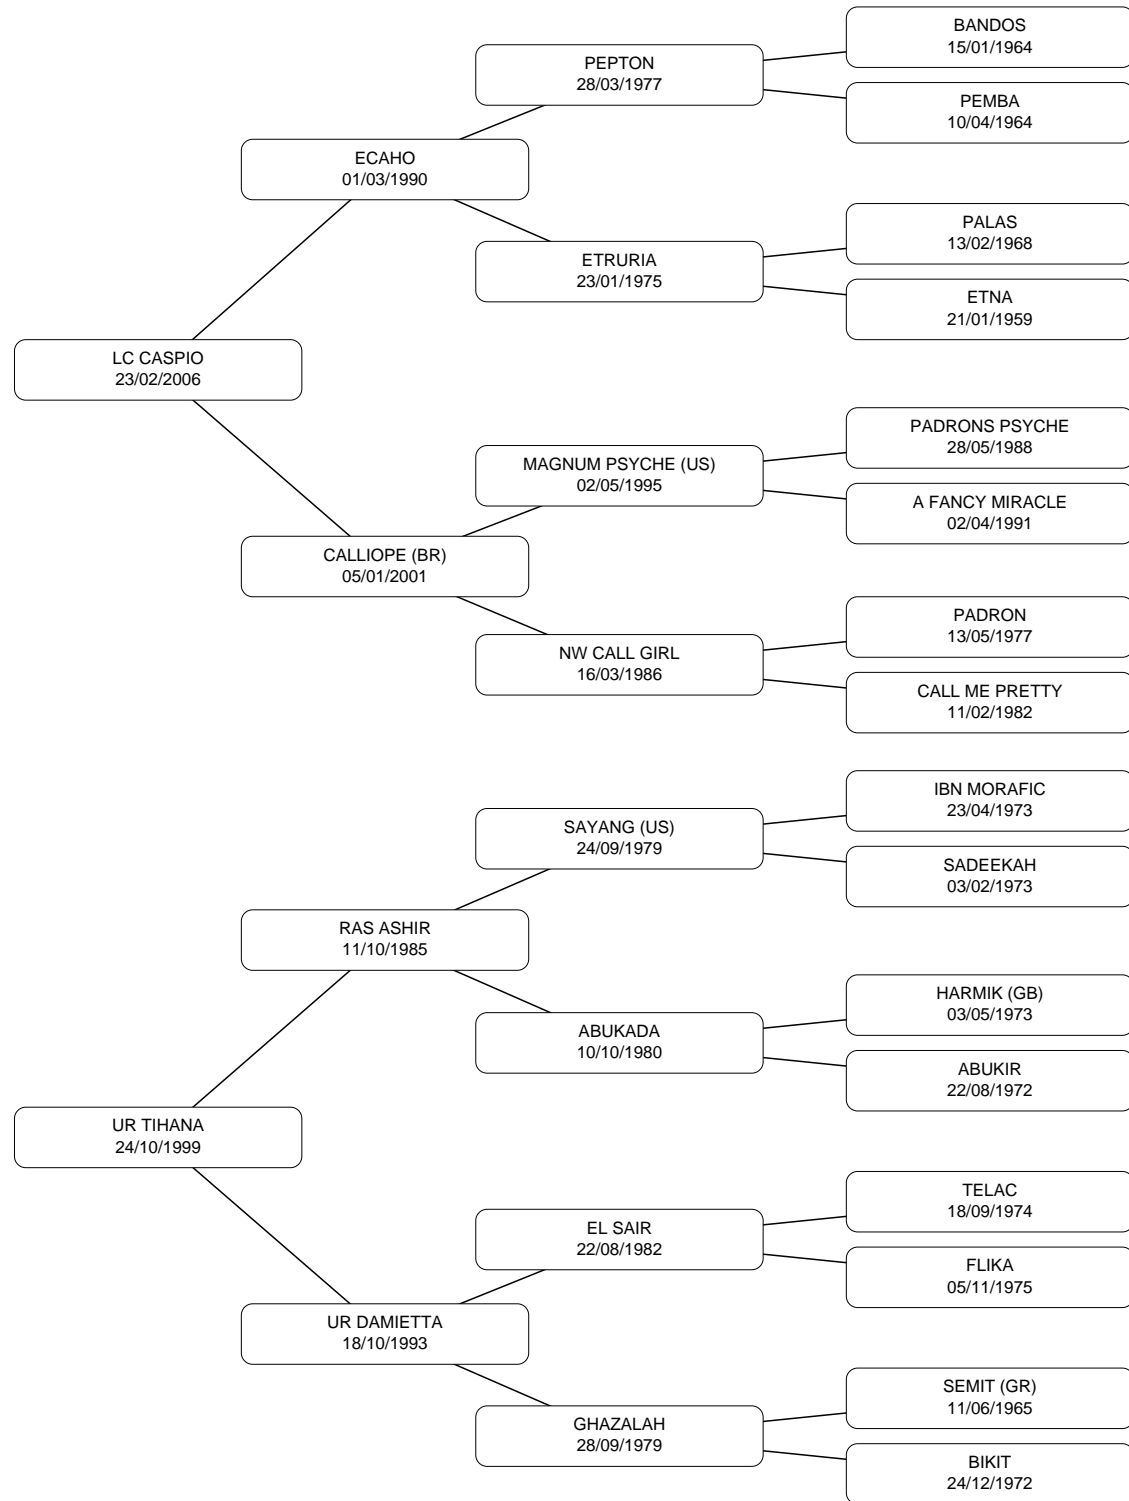 BANDOS
15/01/1964
PEPTON
28/03/1977
PEMBA
10/04/1964
ECAHO
01/03/1990
PALAS
13/02/1968
ETRURIA
23/01/1975
ETNA
21/01/1959
LC CASPIO
23/02/2006
PADRONS PSYCHE
28/05/1988
MAGNUM PSYCHE (US)
02/05/1995
A FANCY MIRACLE
02/04/1991
CALLIOPE (BR)
05/01/2001
PADRON
13/05/1977
NW CALL GIRL
16/03/1986
CALL ME PRETTY
11/02/1982
IBN MORAFIC
23/04/1973
SAYANG (US)
24/09/1979
SADEEKAH
03/02/1973
RAS ASHIR
11/10/1985
HARMIK (GB)
03/05/1973
ABUKADA
10/10/1980
ABUKIR
22/08/1972
UR TIHANA
24/10/1999
TELAC
18/09/1974
EL SAIR
22/08/1982
FLIKA
05/11/1975
UR DAMIETTA
18/10/1993
SEMIT (GR)
11/06/1965
GHAZALAH
28/09/1979
BIKIT
24/12/1972